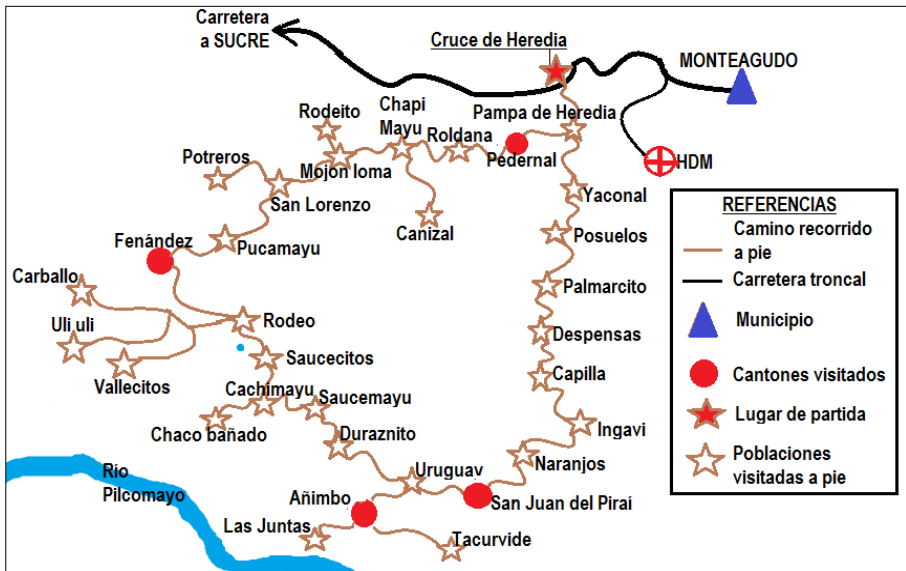 Carretera
a SUCRE
Cruce de Heredia
MONTEAGUDO
Rodeito
Chapi
Mayu
Roldana
Pampa de Heredia
Pedernal
HDM
Potreros
Mojón loma
San Lorenzo
Canizal
Yaconal
Fenández
Pucamayu
Posuelos
Carballo
Palmarcito
Uli uli
Rodeo
Despensas
Vallecitos
Saucecitos
Capilla
Cachimayu
Saucemayu
Chaco bañado
Duraznito
Ingavi
Naranjos
Uruguav
Río
Pilcomayo
Añimbo
San Juan del Piraí
Las Juntas
Tacurvide
REFERENCIAS
Camino recorrido
a pie
Carretera troncal
Municipio
Cantones visitados
Lugar de partida
Poblaciones
visitadas a pie